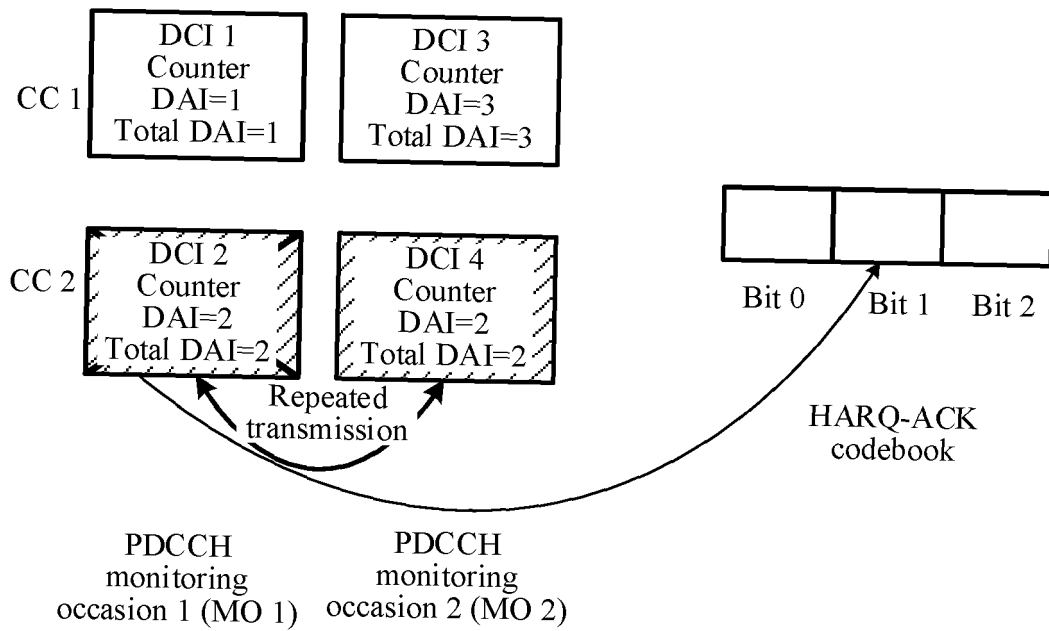 DCI 1
Counter
DAI=1
Total DAI=1
DCI 3
Counter
DAI=3
Total DAI=3
CC 1
DCI 2
Counter
DAI=2
Total DAI=2
DCI 4
Counter
DAI=2
Total DAI=2
CC 2
Bit 0
Bit 1
Bit 2
Repeated
transmission
HARQ-ACK
codebook
PDCCH
monitoring
occasion 1 (MO 1)
PDCCH
monitoring
occasion 2 (MO 2)